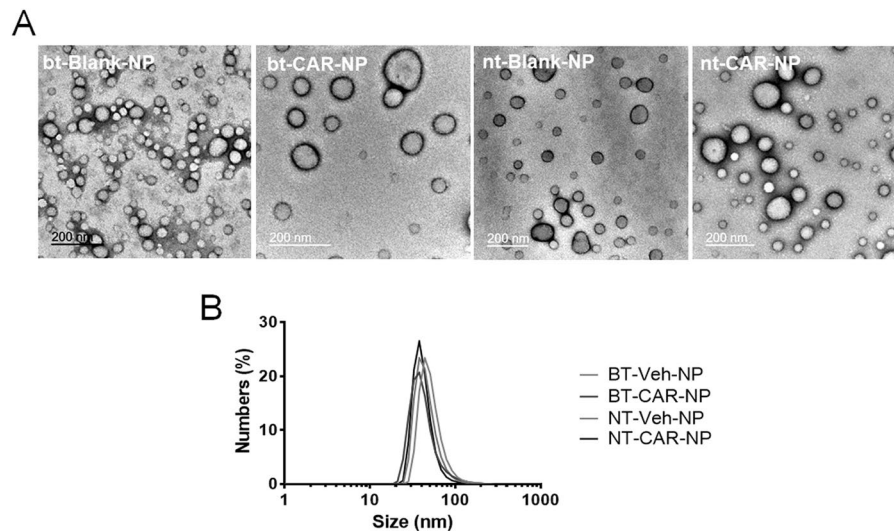 A
bt-Blank-NP
bt-CAR-NP
nt-Blank-NP
nt-CAR-NP
200 nm
200 nm
200 nm
200 nm
B
Numbers (%)
30
20
10
0
1
10
100
1000
Size (nm)
BT-Veh-NP
BT-CAR-NP
NT-Veh-NP
NT-CAR-NP